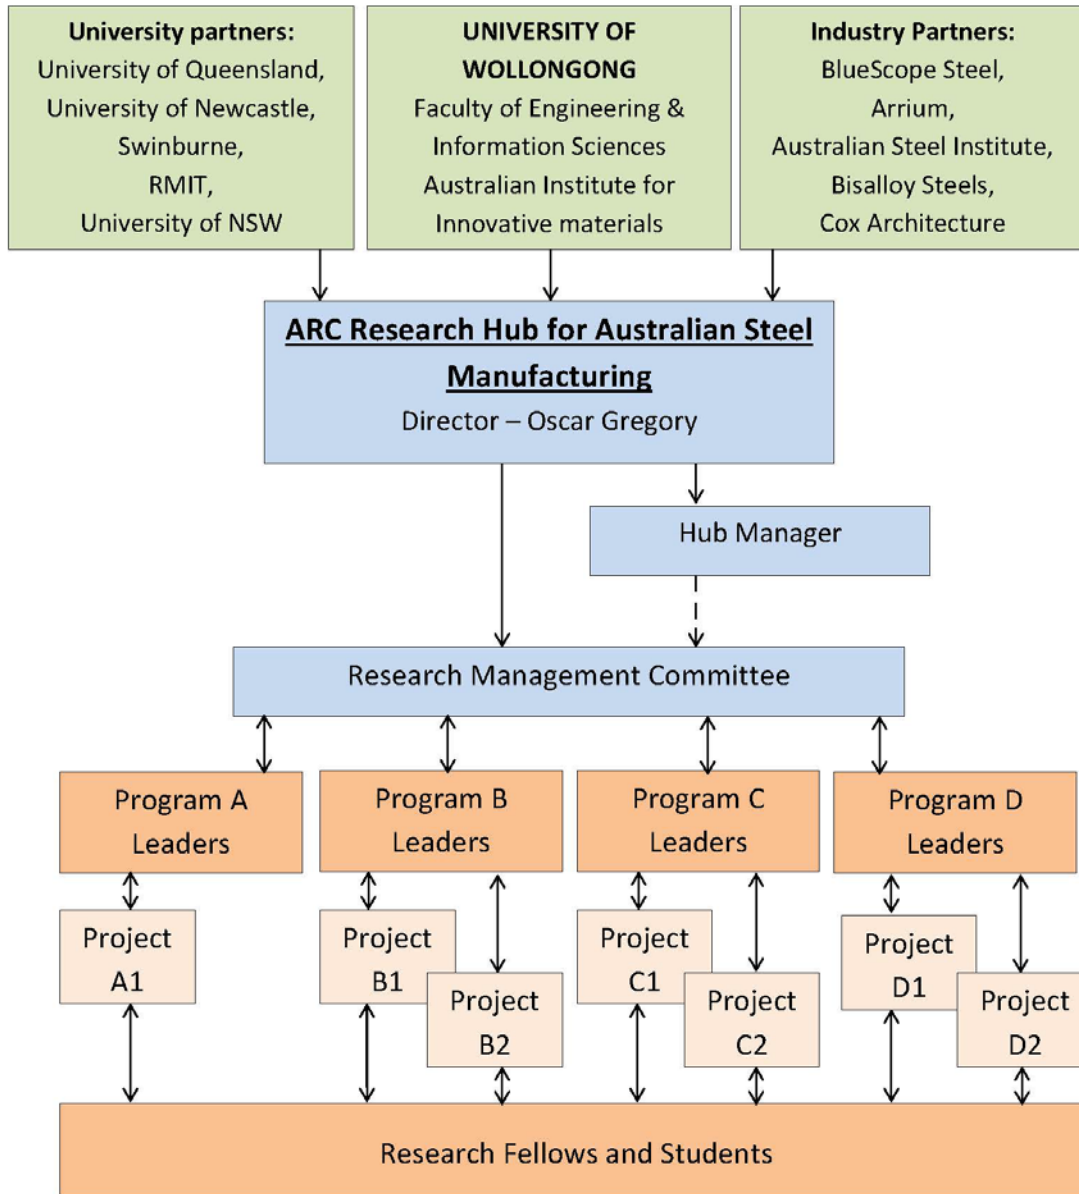 University partners:
University of Queensland,
University of Newcastle,
Swinburne,
RMIT,
University of NSW
UNIVERSITY OF
WOLLONGONG
Faculty of Engineering &
Information Sciences
Australian Institute for
Innovative materials
Industry Partners:
BlueScope Steel,
Arrium,
Australian Steel Institute,
Bisalloy Steels,
Cox Architecture
ARC Research Hub for Australian Steel
Manufacturing
Director – Oscar Gregory
Hub Manager
Research Management Committee
Program A
Leaders
Program B
Leaders
Program C
Leaders
Program D
Leaders
Project
A1
Project
B1
Project
B2
Project
C1
Project
C2
Project
D1
Project
D2
Research Fellows and Students